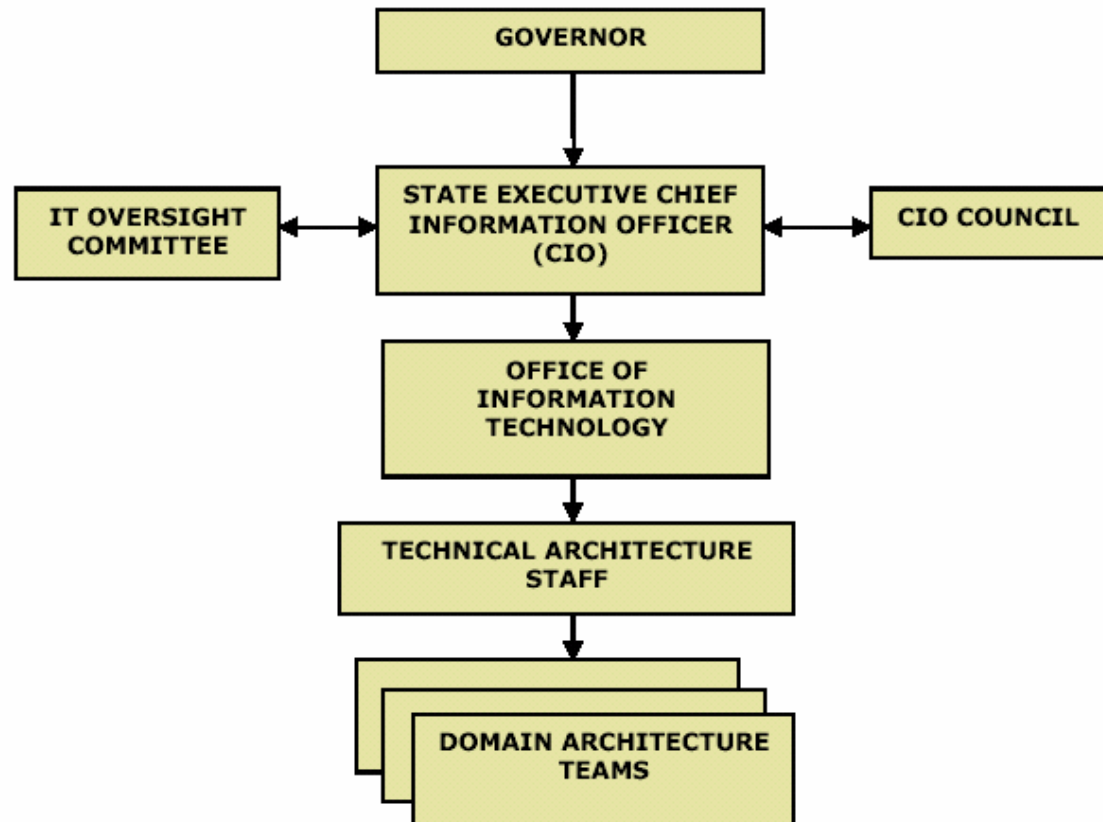 GOVERNOR
STATE EXECUTIVE CHIEF
INFORMATION OFFICER
(CIO)
IT OVERSIGHT
COMMITTEE
CIO COUNCIL
OFFICE OF
INFORMATION
TECHNOLOGY
TECHNICAL ARCHITECTURE
STAFF
DOMAIN ARCHITECTURE
TEAMS